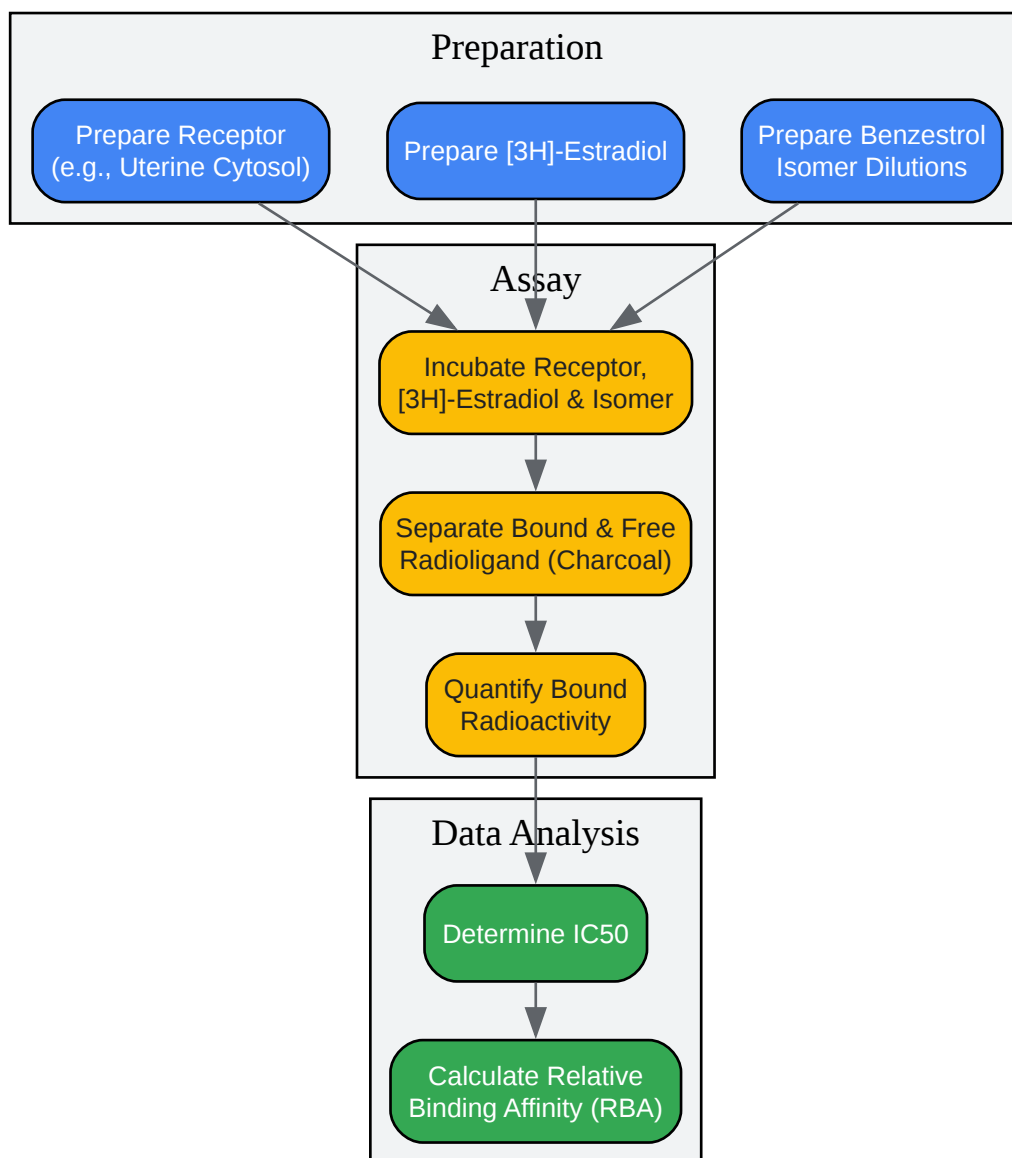 Preparation
Prepare Receptor
(e.g., Uterine Cytosol)
Prepare [3H]-Estradiol
Prepare Benzestrol
Isomer Dilutions
Assay
Incubate Receptor,
[3H]-Estradiol & Isomer
Separate Bound & Free
Radioligand (Charcoal)
Quantify Bound
Radioactivity
Data Analysis
Determine IC50
Calculate Relative
Binding Affinity (RBA)